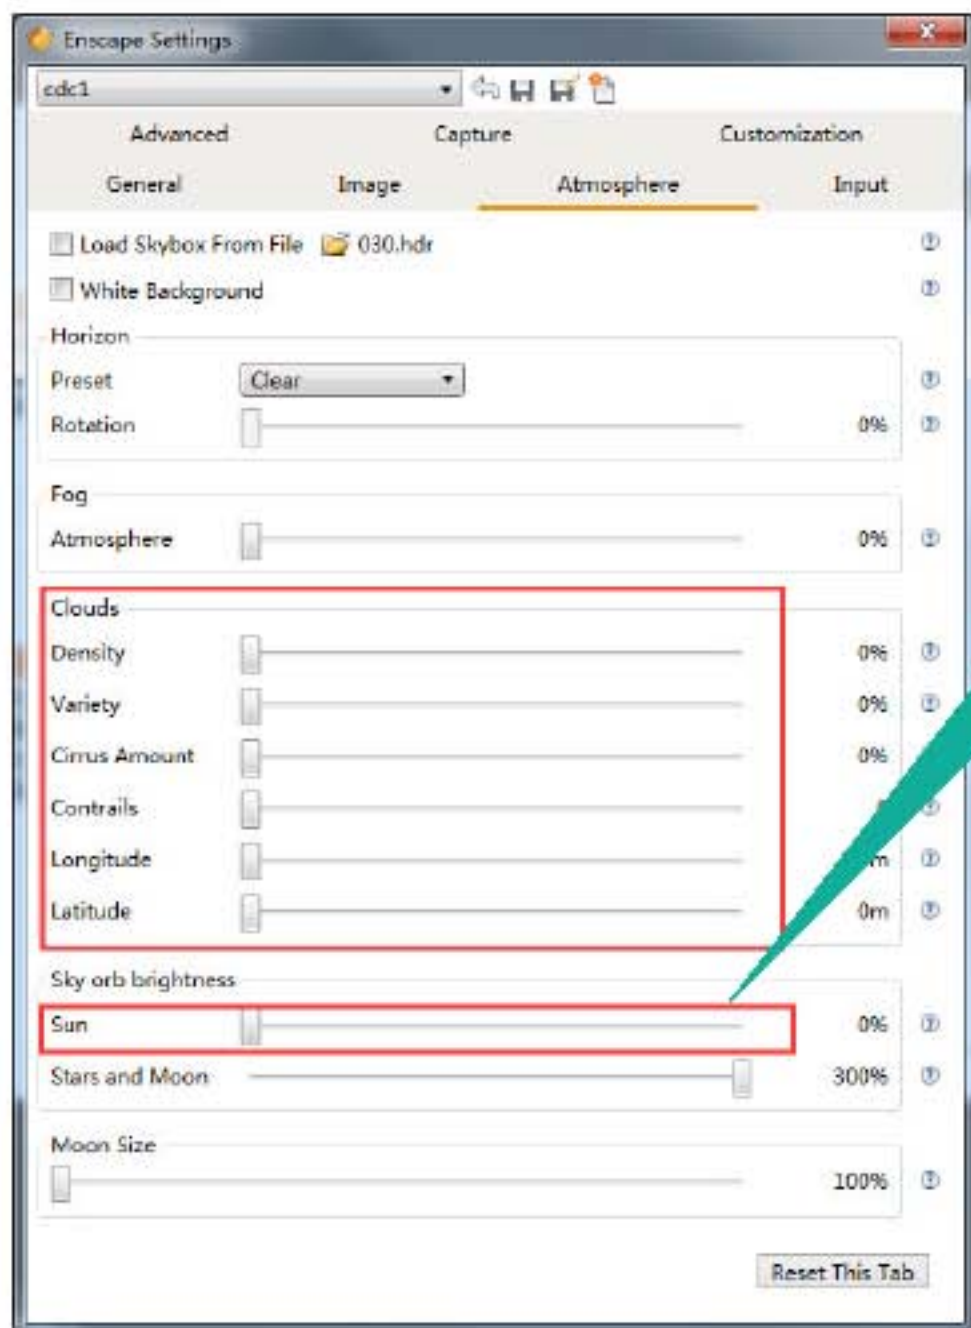 Enscape Settings
cdc1
Advanced Capture Customization
General Image Atmosphere Input
Load Skybox From File 030.hdr
White Background
Horizon
Preset Clear
Rotation 0%
Fog
Atmosphere 0%
Clouds
Density 0%
Variety 0%
Cirrus Amount 0%
Contrails
Longitude m
Latitude 0m
Sky orb brightness
Sun 0%
Stars and Moon 300%
Moon Size
100%
Reset This Tab